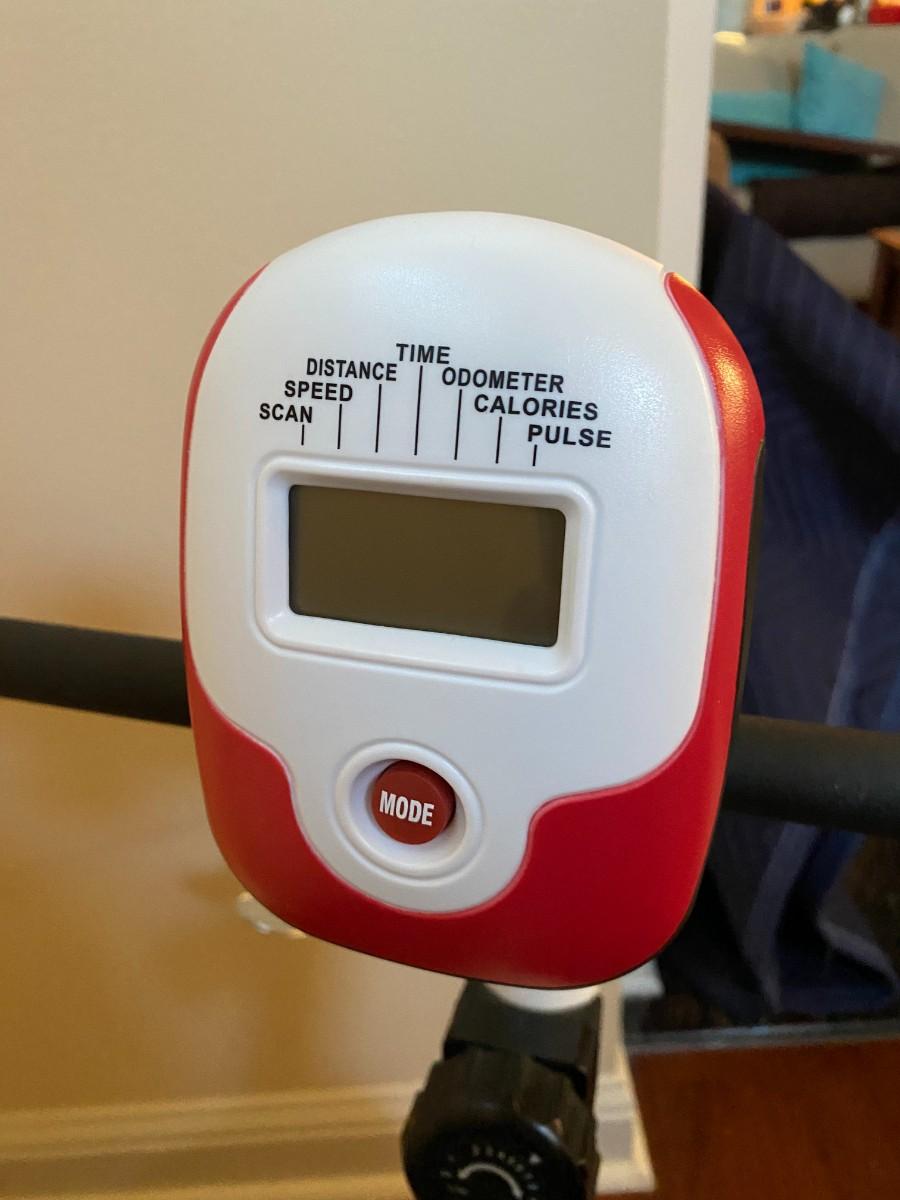 TIME
DISTANCE
ODOMETER
SPEED
CALORIES
SCAN
PULSE
MODE